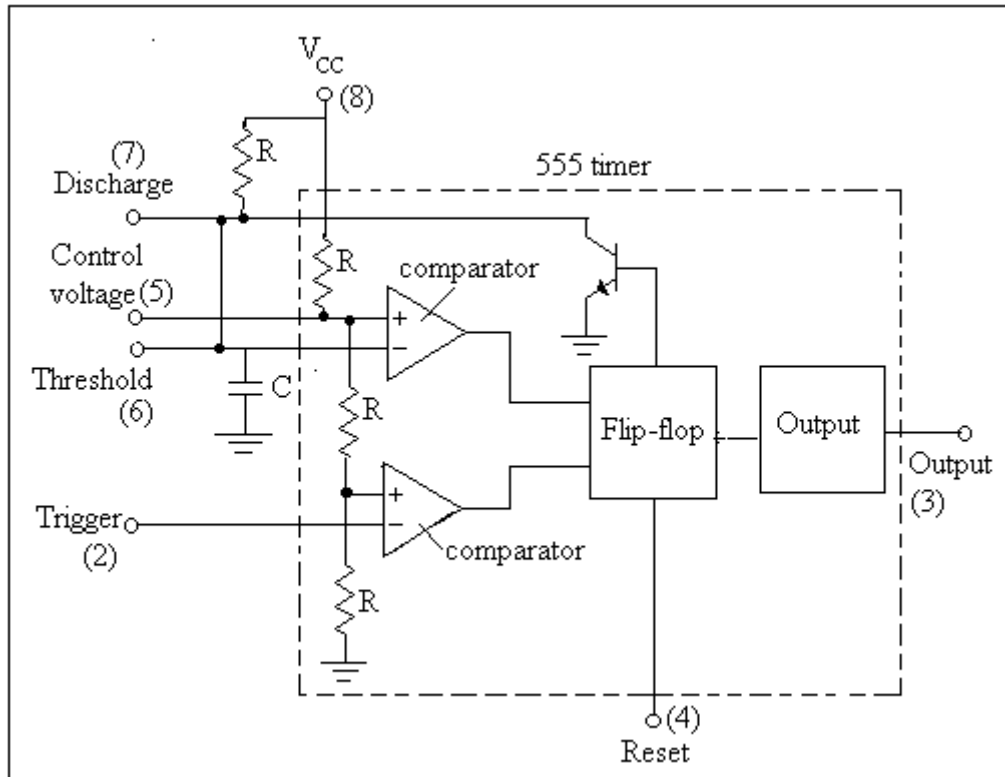 V
CC
(8)
R
(7)
Discharge
555 timer
Control
voltage (5)
R
comparator
+
−
Threshold
(6)
C
R
Flip-flop
Output
Output
(3)
Trigger
(2)
+
−
comparator
R
(4)
Reset